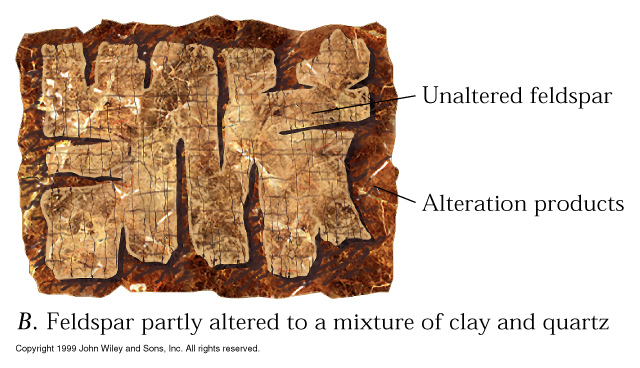 Unaltered feldspar
Alteration products
B. Feldspar partly altered to a mixture of clay and quartz
Copyright 1999 John Wiley and Sons, Inc. All rights reserved.